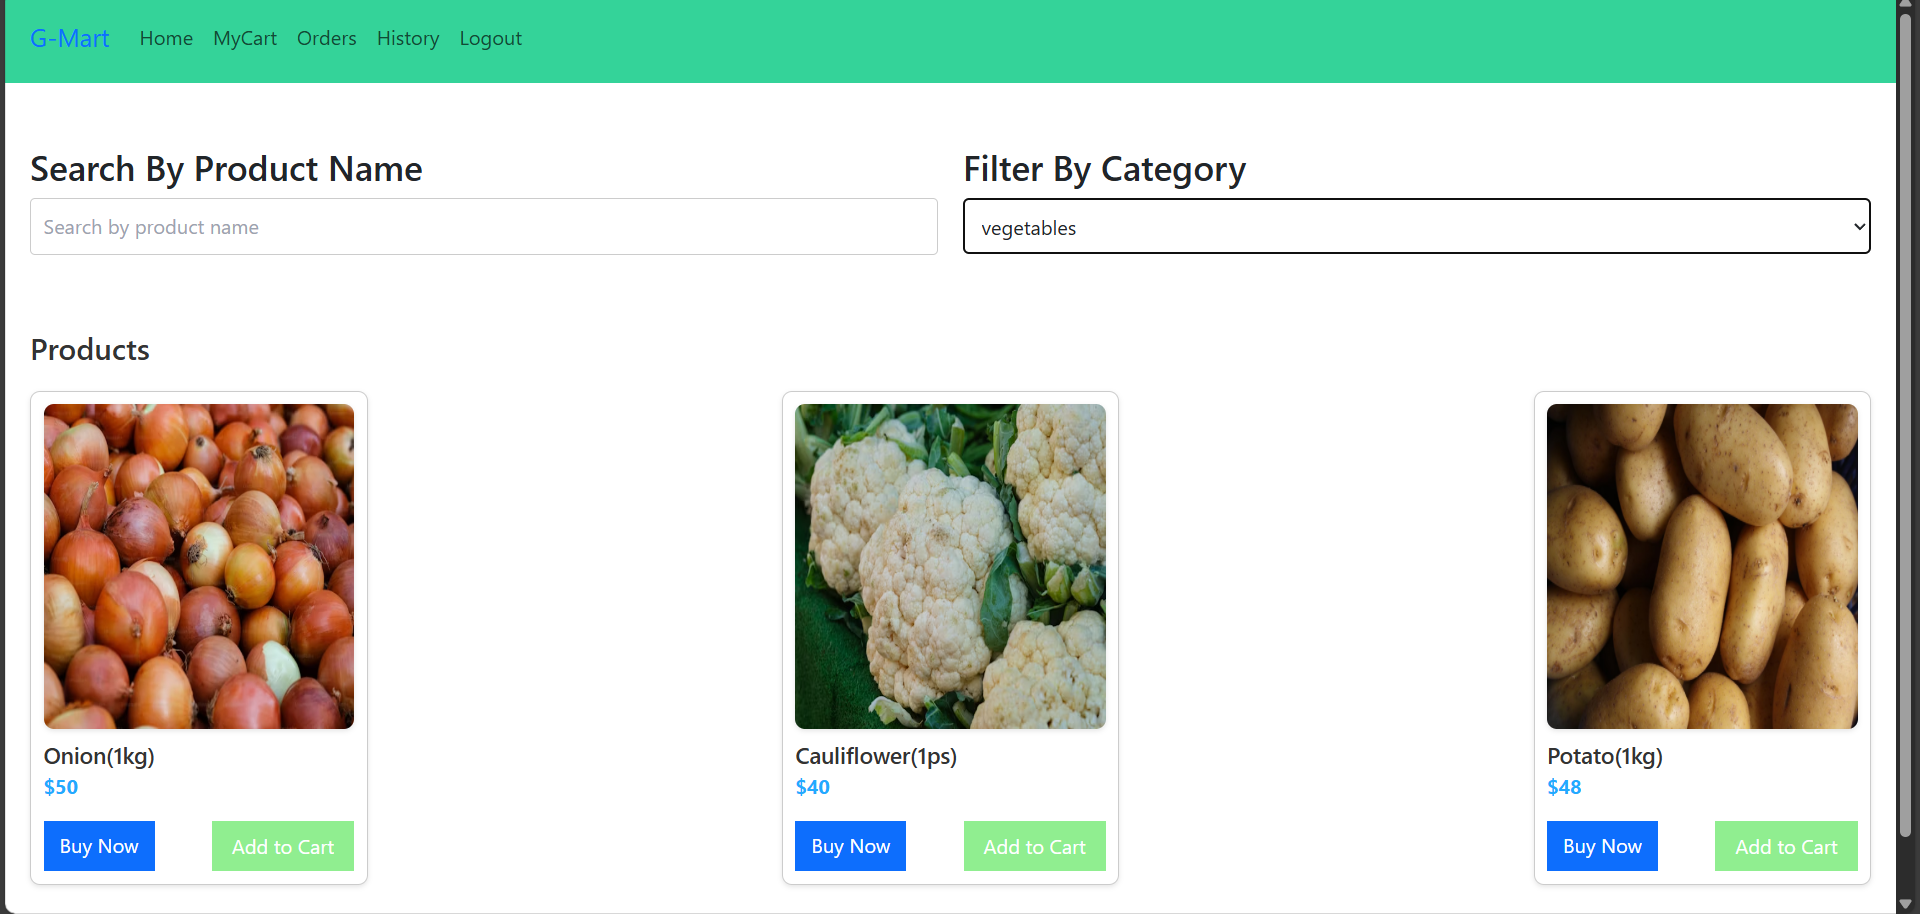 G-Mart Home MyCart Orders History Logout
Search By Product Name
Search by product name
Filter By Category
vegetables
Products
Onion(1kg)
$50
Buy Now Add to Cart
Cauliflower(1ps)
$40
Buy Now Add to Cart
Potato(1kg)
$48
Buy Now Add to Cart